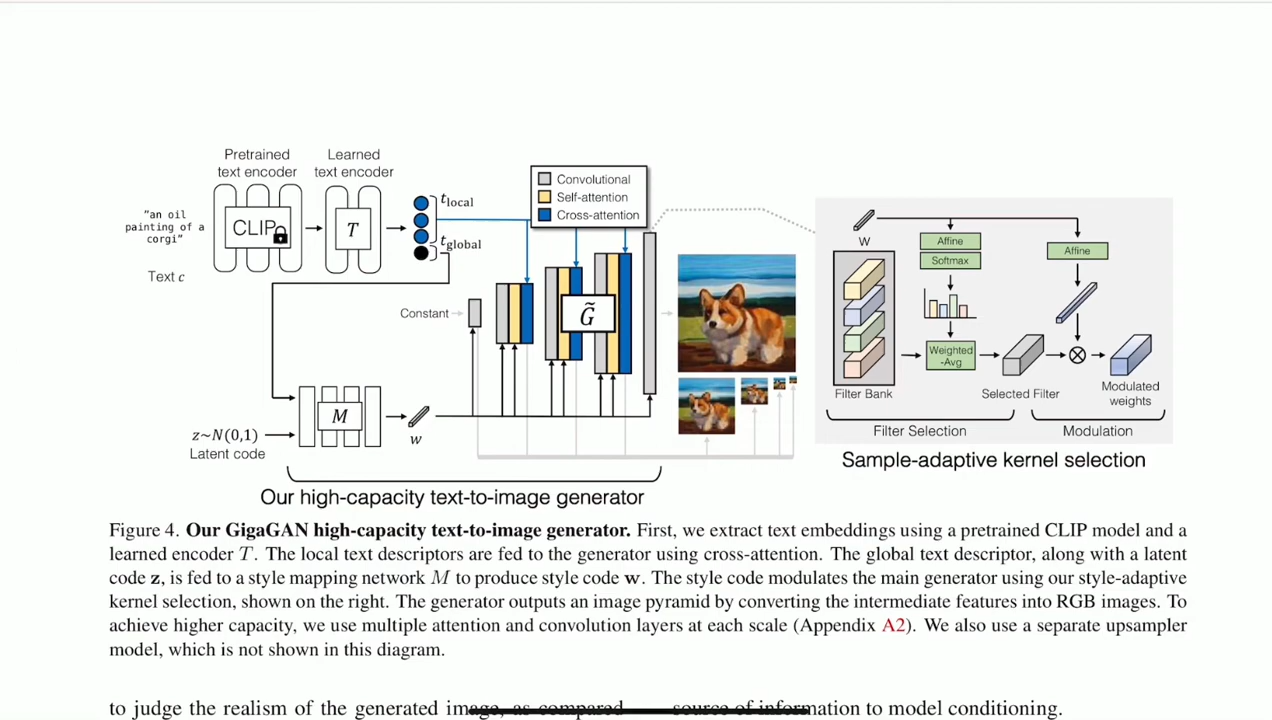 Pretrained
text encoder
Learned
text encoder
"an oil
painting of a
corgi"
CLIP
T
t_local
t_global
Text c
Convolutional
Self-attention
Cross-attention
Constant
G̃
M
w
z~N(0,1)
Latent code
Our high-capacity text-to-image generator
W
Affine
Softmax
Affine
Weighted
-Avg
Filter Bank
Selected Filter
Modulated
weights
Filter Selection
Modulation
Sample-adaptive kernel selection
Figure 4. Our GigaGAN high-capacity text-to-image generator. First, we extract text embeddings using a pretrained CLIP model and a
learned encoder T. The local text descriptors are fed to the generator using cross-attention. The global text descriptor, along with a latent
code z, is fed to a style mapping network M to produce style code w. The style code modulates the main generator using our style-adaptive
kernel selection, shown on the right. The generator outputs an image pyramid by converting the intermediate features into RGB images. To
achieve higher capacity, we use multiple attention and convolution layers at each scale (Appendix A2). We also use a separate upsampler
model, which is not shown in this diagram.
to judge the realism of the generated image, as compared
source of information to model conditioning.